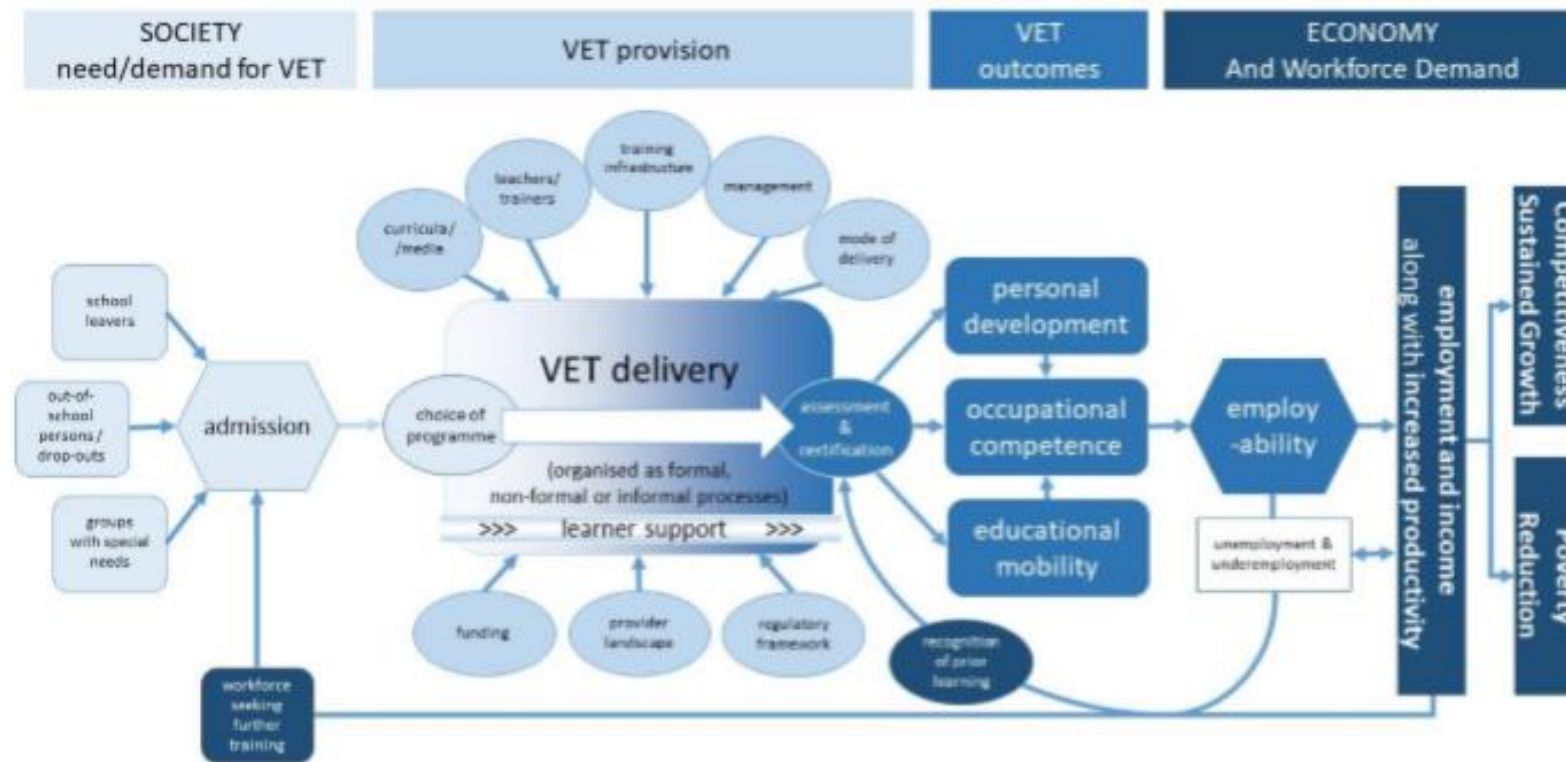 SOCIETY
need/demand for VET
VET provision
VET
outcomes
ECONOMY
And Workforce Demand
training
infrastructure
teachers/
trainers
management
curricula/
/media
mode of
delivery
school
leavers
out-of-
school
persons /
drop-outs
groups
with special
needs
admission
choice of
programme
VET delivery
(organised as formal,
non-formal or informal processes)
>>> learner support >>>
assessment
&
certification
personal
development
occupational
competence
educational
mobility
employ
-ability
unemployment &
underemployment
employment and income
along with increased productivity
Competitiveness
Sustained Growth
Poverty
Reduction
funding
provider
landscape
regulatory
framework
recognition
of prior
learning
workforce
seeking
further
training